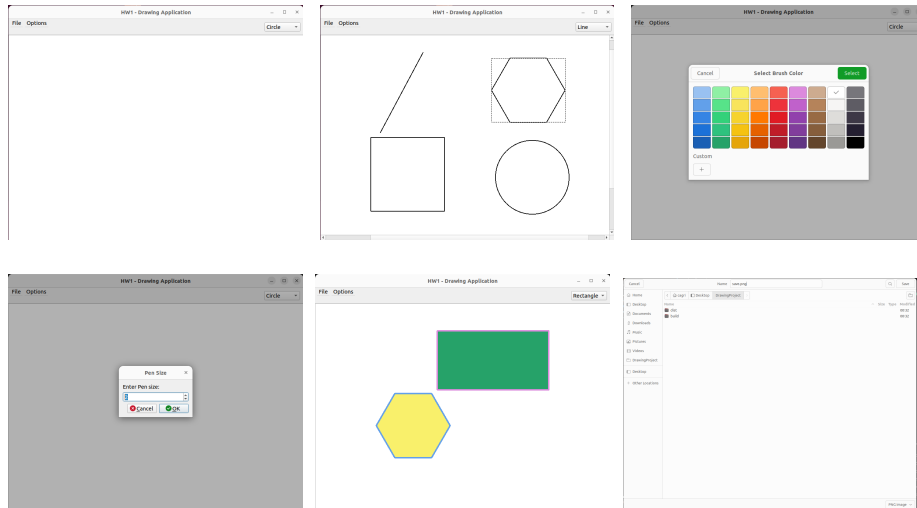 HW1 - Drawing Application
File Options
Circle
HW1 - Drawing Application
File Options
Line
HW1 - Drawing Application
File Options
Circle
Cancel
Select Brush Color
Select
Custom
HW1 - Drawing Application
File Options
Circle
Pen Size
Enter Pen size:
Cancel
OK
HW1 - Drawing Application
File Options
Rectangle
Cancel
Save
Home
Desktop
DrawingProject
Name
Size Type Modified
Desktop
Documents
Downloads
Music
Pictures
Videos
DrawingProject
Desktop
Other Locations